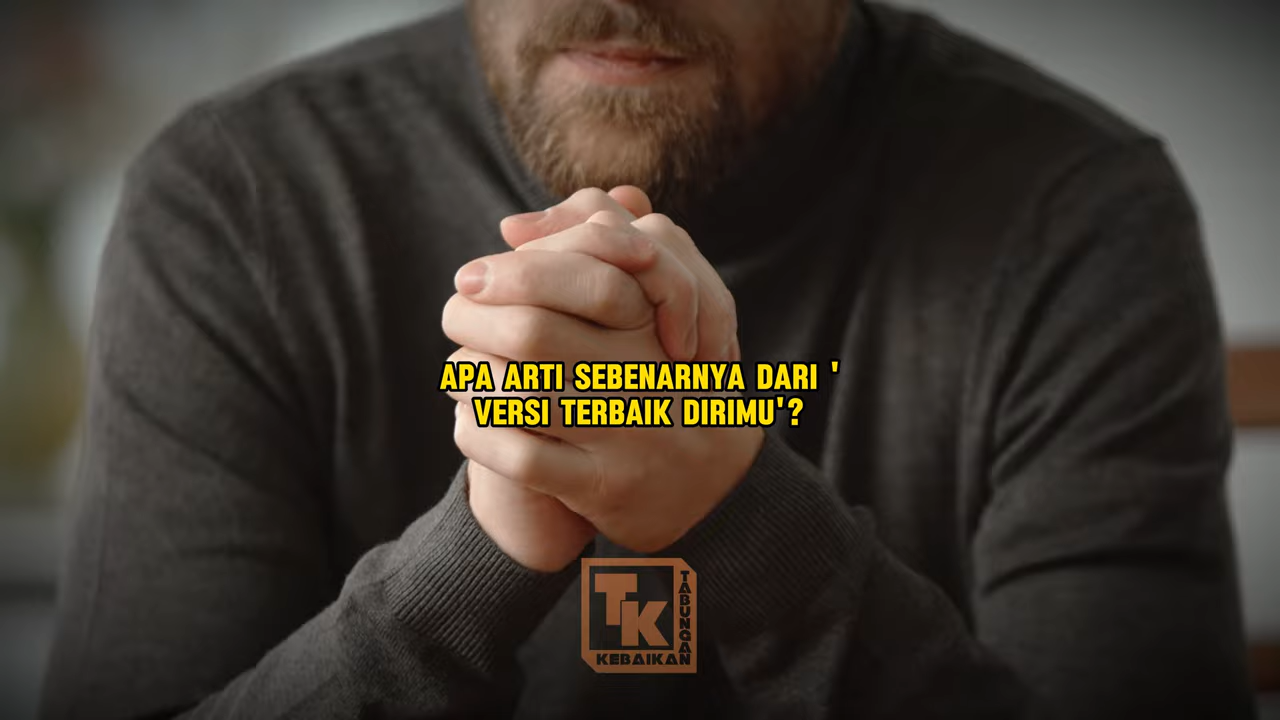 APA ARTI SEBENARNYA DARI '
VERSI TERBAIK DIRIMU'?
TK
TABUNGAN
KEBAIKAN